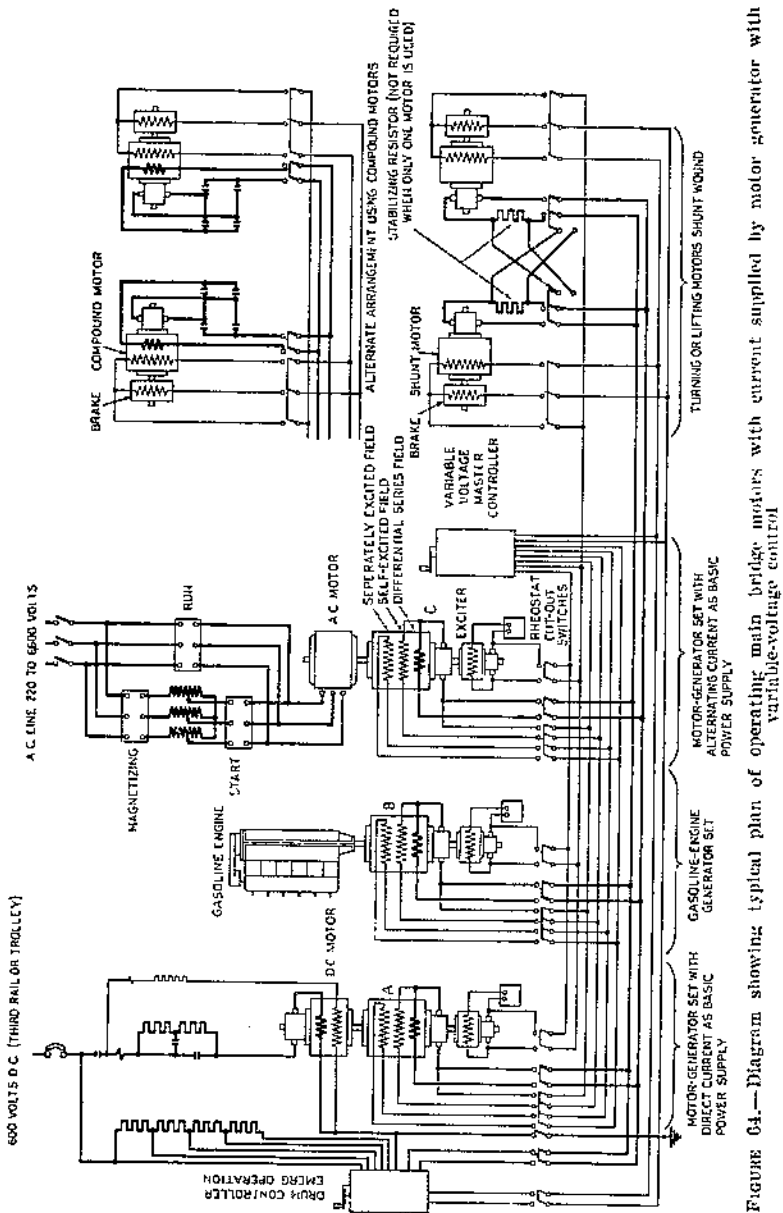 600 VOLTS D.C. (THIRD RAIL OR TROLLEY)
A C. LINE 220 TO 6,600 VOLTS
MAGNETIZING
RUN
START
GASOLINE ENGINE
DC MOTOR
A.C MOTOR
SEPERATELY EXCITED FIELD
SELF-EXCITED FIELD
DIFFERENTIAL SERIES FIELD
A
B
C
EXCITER
RHEOSTAT
CUT-OUT
SWITCHES
DRUM CONTROLLER
EMERG OPERATION
VARIABLE
VOLTAGE
MASTER
CONTROLLER
BRAKE
COMPOUND MOTOR
ALTERNATE ARRANGEMENT USING COMPOUND MOTORS
STABILIZING RESISTOR (NOT REQUIRED
WHEN ONLY ONE MOTOR IS USED)
BRAKE
SHUNT MOTOR
MOTOR-GENERATOR SET WITH
DIRECT CURRENT AS BASIC
POWER SUPPLY
GASOLINE-ENGINE
GENERATOR SET
MOTOR-GENERATOR SET WITH
ALTERNATING CURRENT AS BASIC
POWER SUPPLY
TURNING OR LIFTING MOTORS SHUNT WOUND
FIGURE 64.—Diagram showing typical plan of operating main bridge motors with current supplied by motor generator with
variable-voltage control